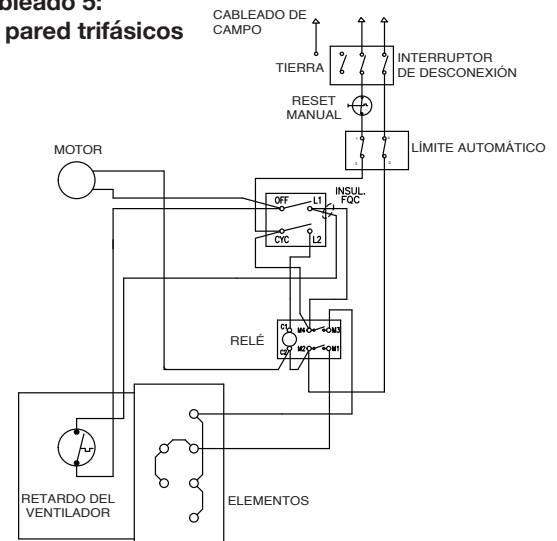 bleado 5:
pared trifásicos
CABLEADO DE
CAMPO
TIERRA
INTERRUPTOR
DE DESCONEXIÓN
RESET
MANUAL
LÍMITE AUTOMÁTICO
MOTOR
INSUL.
FQC
OFF L1
CYC L2
RELÉ
C1 M4 M3
C2 M2 M1
RETARDO DEL
VENTILADOR
ELEMENTOS